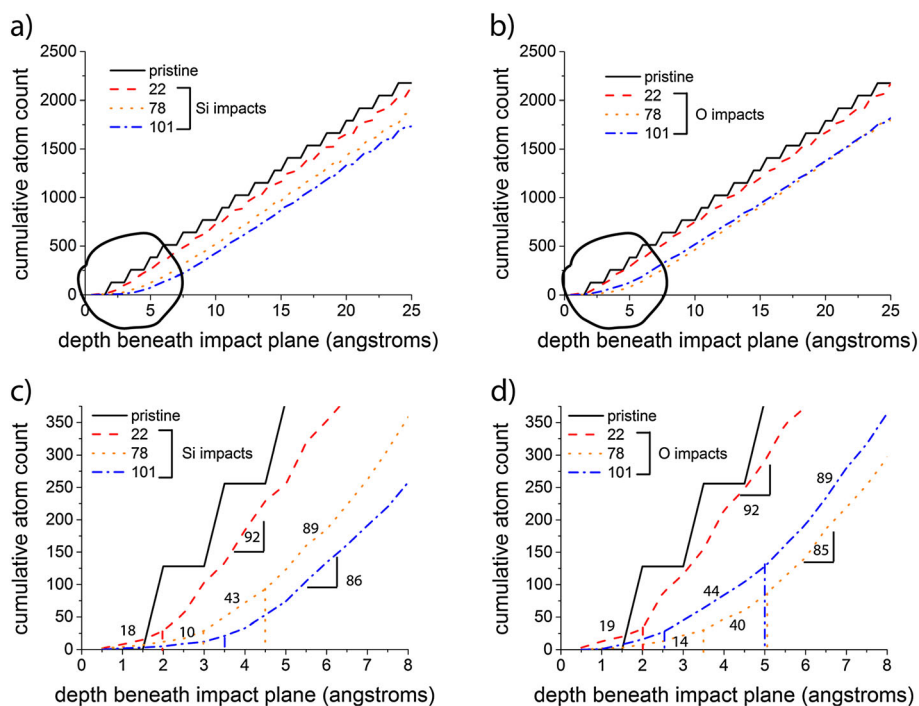 a)
cumulative atom count
2500
2000
1500
1000
500
0
pristine
22
78
101
Si impacts
0 5 10 15 20 25
depth beneath impact plane (angstroms)
b)
cumulative atom count
2500
2000
1500
1000
500
0
pristine
22
78
101
O impacts
0 5 10 15 20 25
depth beneath impact plane (angstroms)
c)
cumulative atom count
350
300
250
200
150
100
50
0
pristine
22
78
101
Si impacts
92
89
86
43
18
10
0 1 2 3 4 5 6 7 8
depth beneath impact plane (angstroms)
d)
cumulative atom count
350
300
250
200
150
100
50
0
pristine
22
78
101
O impacts
89
92
85
44
40
19
14
0 1 2 3 4 5 6 7 8
depth beneath impact plane (angstroms)